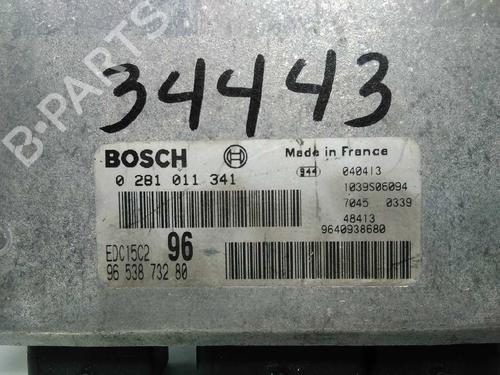 34443
B-PARTS
BOSCH
Made in France
0 281 011 341
944
040413
1039S06094
7045 0339
48413
9640938680
EDC15C2 96
96 538 732 80